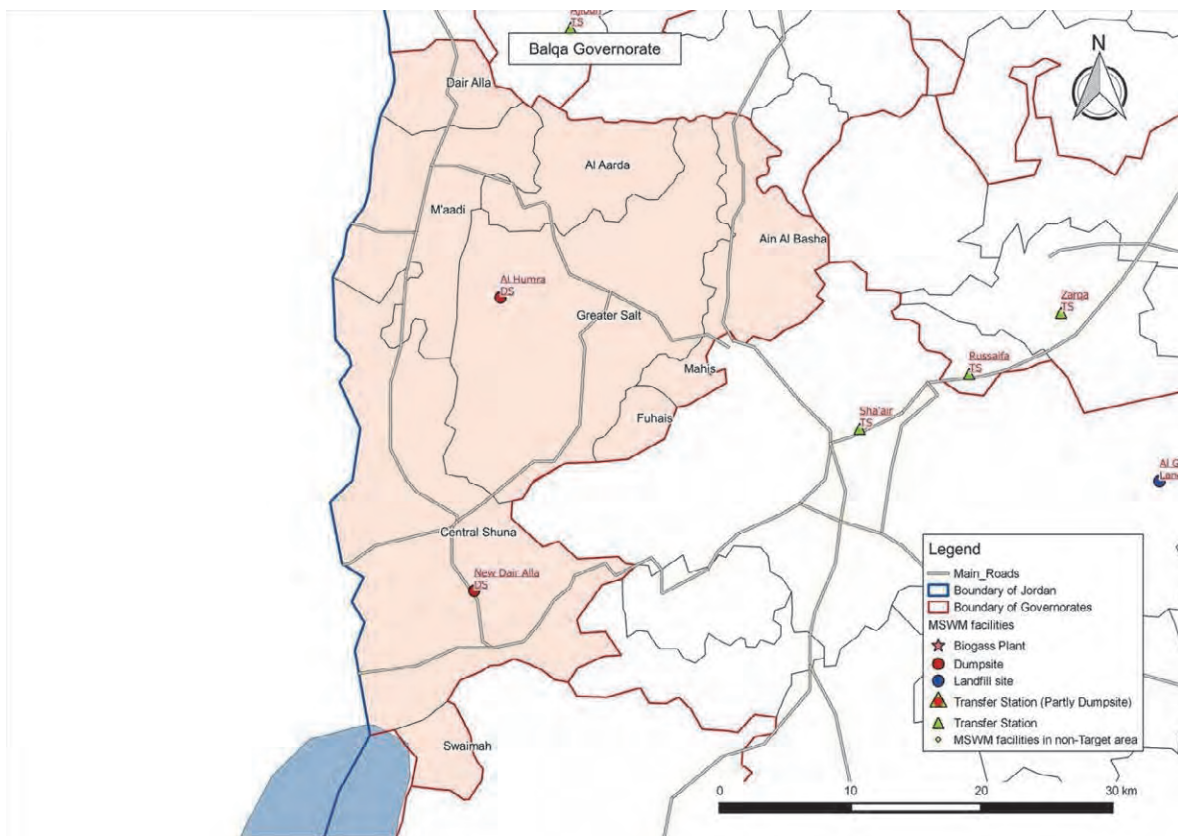 TS
Balqa Governorate
N
Dair Alla
Al Aarda
M'aadi
Ain Al Basha
Al Humra
DS
Greater Salt
Zarqa
TS
Mahis
Russaifa
TS
Fuhais
Sha'air
TS
Al G
Central Shuna
New Dair Alla
DS
Swaimah
Legend
Main_Roads
Boundary of Jordan
Boundary of Governorates
MSWM facilities
Biogass Plant
Dumpsite
Landfill site
Transfer Station (Partly Dumpsite)
Transfer Station
MSWM facilities in non-Target area
0 10 20 30 km